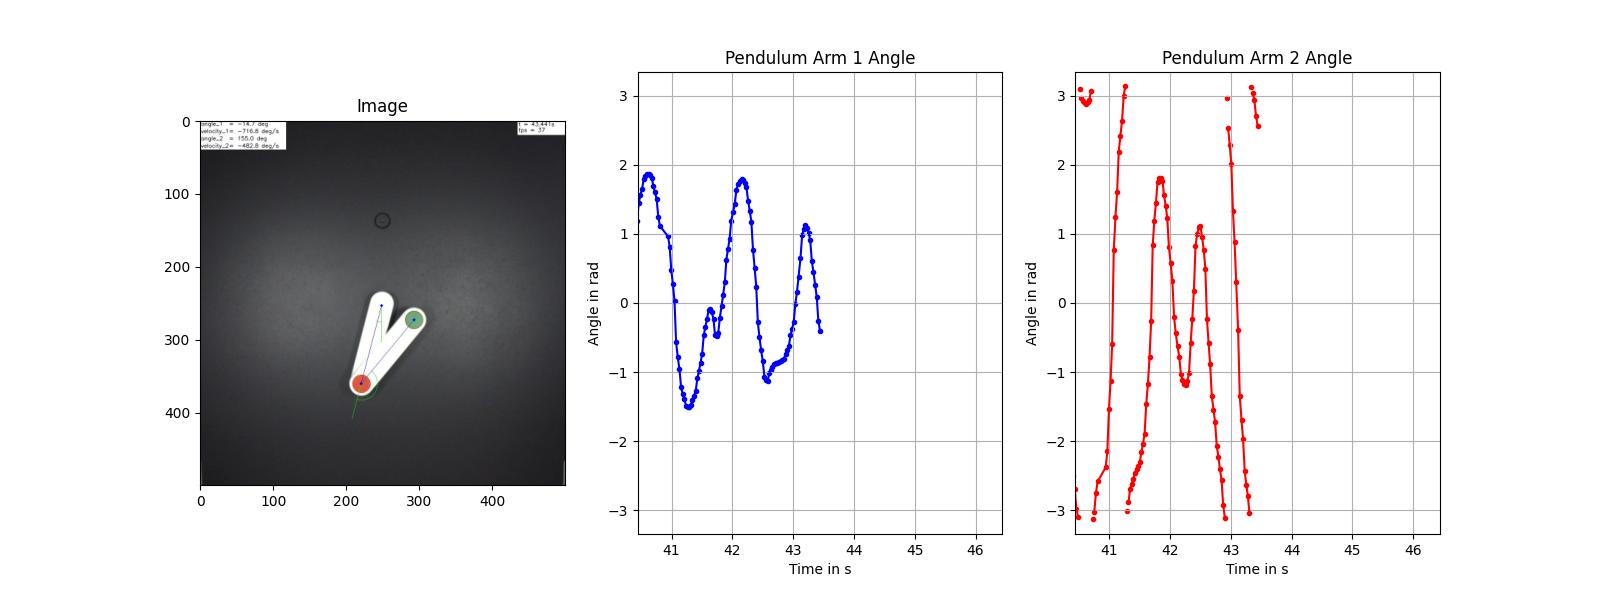 Image
Pendulum Arm 1 Angle
Pendulum Arm 2 Angle
angle_1 = -14.7 deg
velocity_1= -716.8 deg/s
angle_2 = 155.0 deg
velocity_2= -482.8 deg/s
t = 43.441s
fps = 37
0
100
200
300
400
0
100
200
300
400
Angle in rad
3
2
1
0
−1
−2
−3
41
42
43
44
45
46
Time in s
Angle in rad
3
2
1
0
−1
−2
−3
41
42
43
44
45
46
Time in s